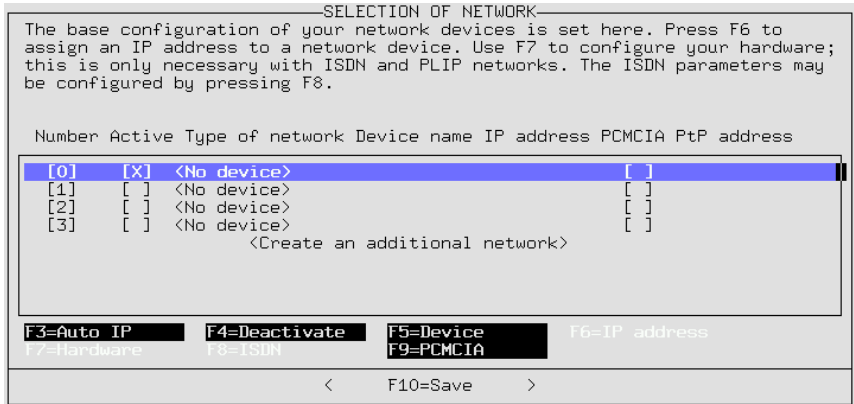 SELECTION OF NETWORK
The base configuration of your network devices is set here. Press F6 to
assign an IP address to a network device. Use F7 to configure your hardware;
this is only necessary with ISDN and PLIP networks. The ISDN parameters may
be configured by pressing F8.
Number Active Type of network Device name IP address PCMCIA PtP address
[0] [X] <No device> [ ]
[1] [ ] <No device> [ ]
[2] [ ] <No device> [ ]
[3] [ ] <No device> [ ]
<Create an additional network>
F3=Auto IP F4=Deactivate F5=Device F6=IP address
F7=Hardware F8=ISDN F9=PCMCIA
< F10=Save >